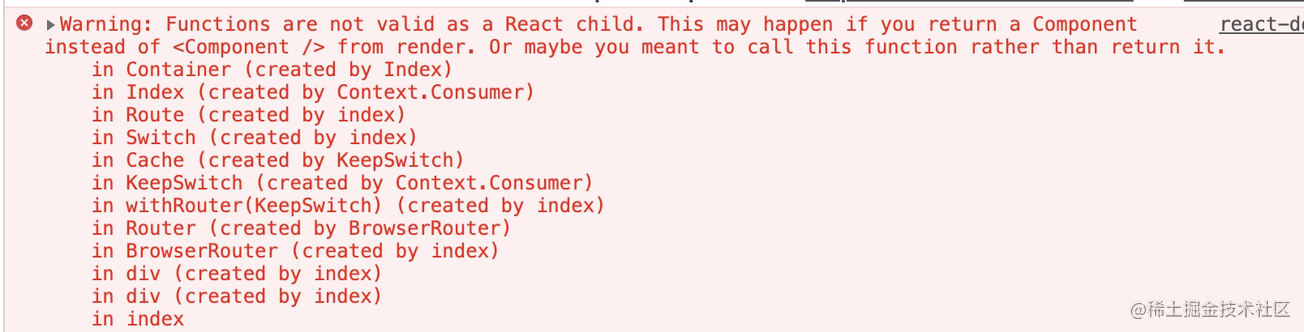 Warning: Functions are not valid as a React child. This may happen if you return a Component react-do
instead of <Component /> from render. Or maybe you meant to call this function rather than return it.
in Container (created by Index)
in Index (created by Context.Consumer)
in Route (created by index)
in Switch (created by index)
in Cache (created by KeepSwitch)
in KeepSwitch (created by Context.Consumer)
in withRouter(KeepSwitch) (created by index)
in Router (created by BrowserRouter)
in BrowserRouter (created by index)
in div (created by index)
in div (created by index)
in index
@稀土掘金技术社区